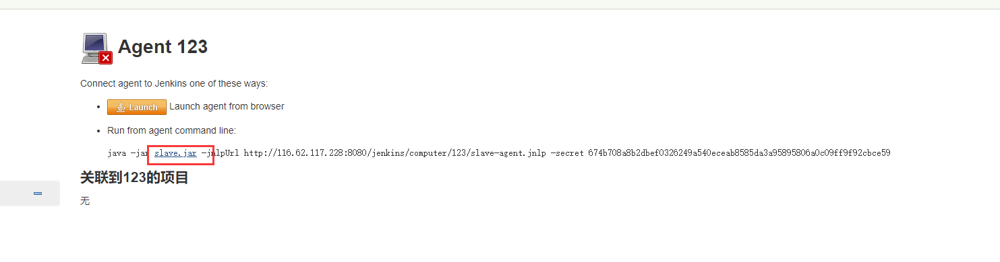 Agent 123
Connect agent to Jenkins one of these ways:
Launch Launch agent from browser
Run from agent command line:
java -jar slave.jar -jnlpUrl http://116.62.117.228:8080/jenkins/computer/123/slave-agent.jnlp -secret 674b708a8b2dbef0326249a540eceab8585da3a95895806a0c09ff9f92cbce59
关联到123的项目
无